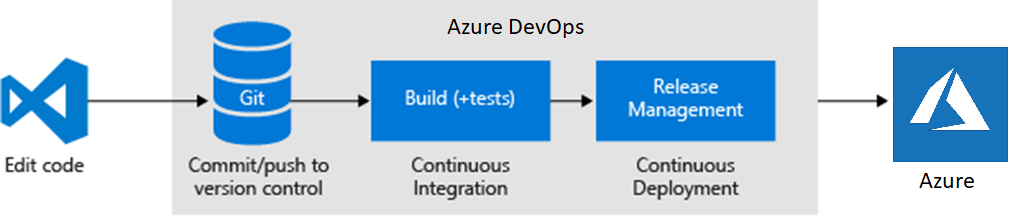 Azure DevOps
Git
Build (+tests)
Release
Management
Edit code
Commit/push to
version control
Continuous
Integration
Continuous
Deployment
Azure